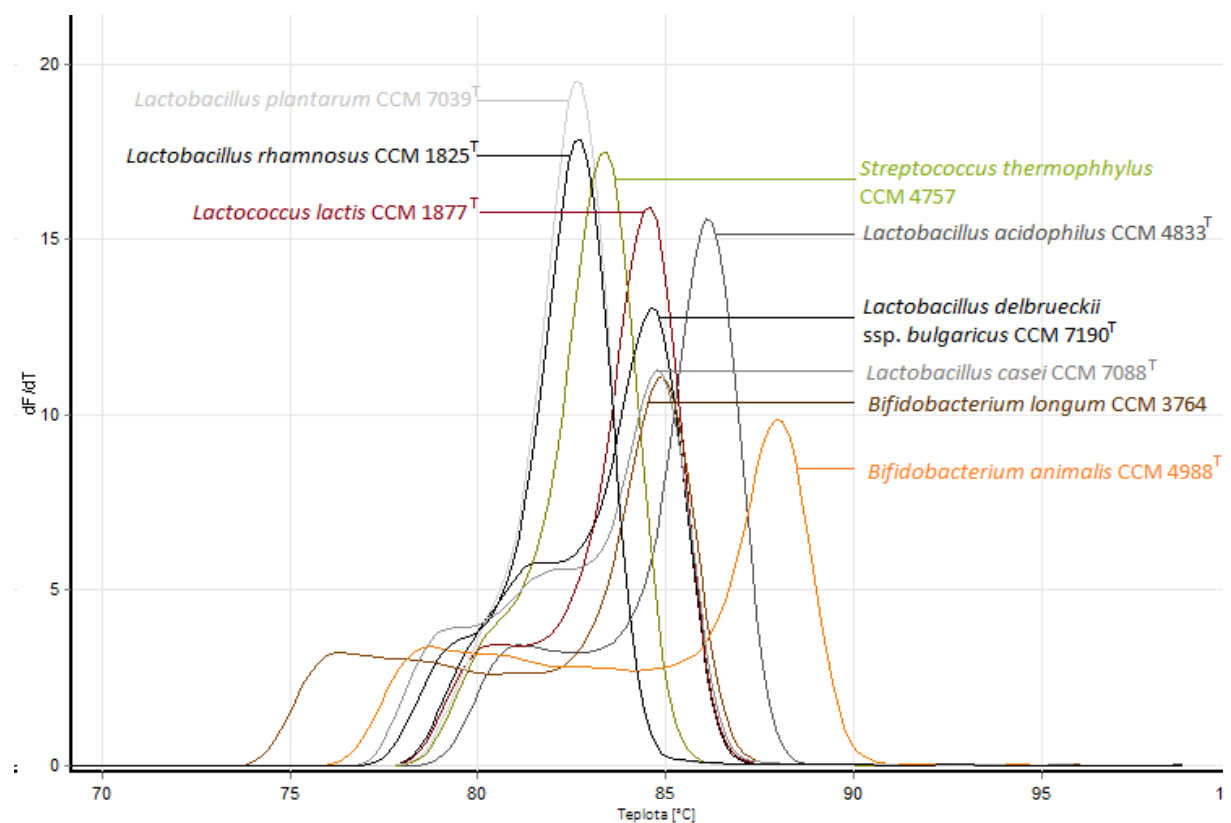 20
Lactobacillus plantarum CCM 7039T
Lactobacillus rhamnosus CCM 1825T
Lactococcus lactis CCM 1877T
Streptococcus thermophhylus
CCM 4757
Lactobacillus acidophilus CCM 4833T
15
Lactobacillus delbrueckii
ssp. bulgaricus CCM 7190T
Lactobacillus casei CCM 7088T
Bifidobacterium longum CCM 3764
dF/dT
10
Bifidobacterium animalis CCM 4988T
5
0
70 75 80 85 90 95 1
Teplota [°C]